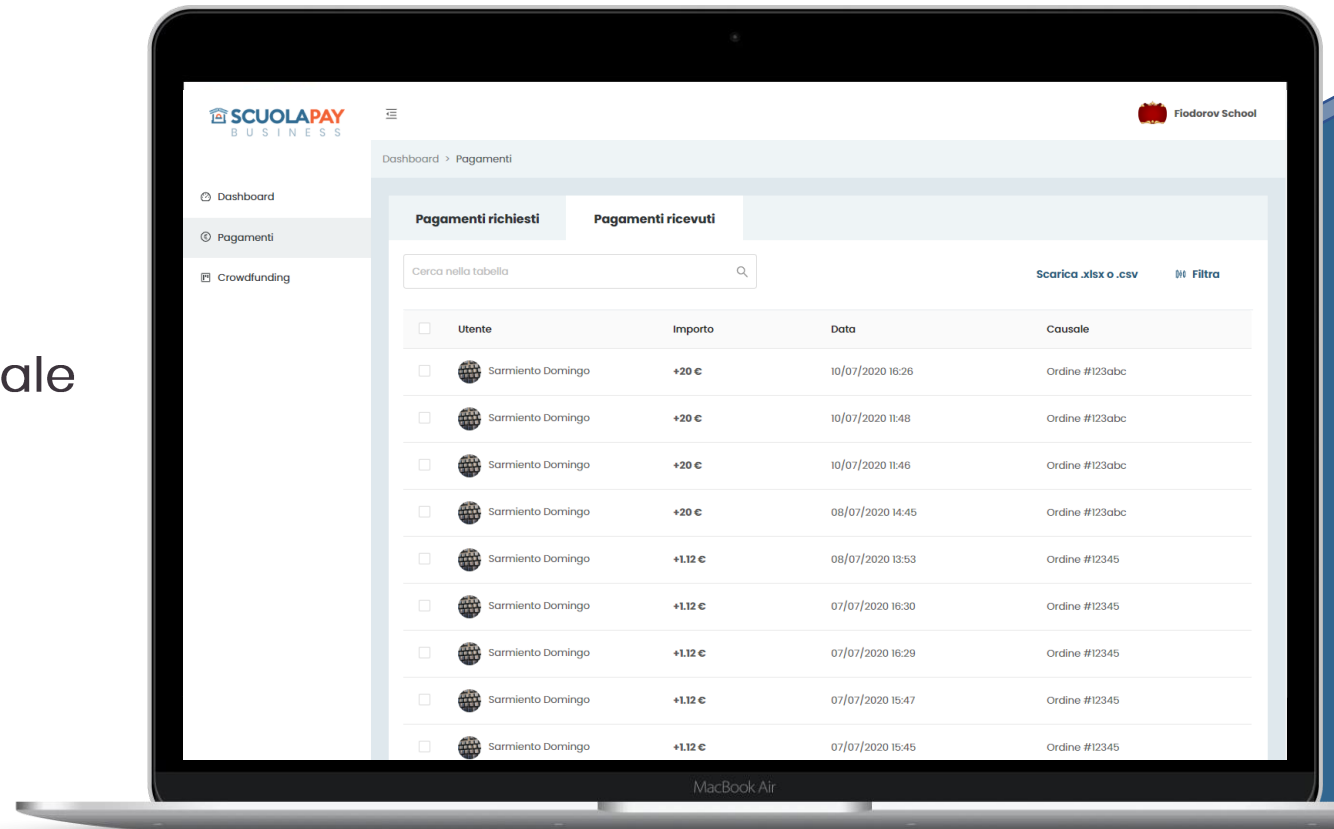 SCUOLAPAY
BUSINESS
Fiodorov School
Dashboard > Pagamenti
Dashboard
Pagamenti
Crowdfunding
Pagamenti richiesti Pagamenti ricevuti
Cerca nella tabella
Scarica .xlsx o .csv Filtra
Utente Importo Data Causale
Sarmiento Domingo +20 € 10/07/2020 16:26 Ordine #123abc
Sarmiento Domingo +20 € 10/07/2020 11:48 Ordine #123abc
Sarmiento Domingo +20 € 10/07/2020 11:46 Ordine #123abc
Sarmiento Domingo +20 € 08/07/2020 14:45 Ordine #123abc
Sarmiento Domingo +1.12 € 08/07/2020 13:53 Ordine #12345
Sarmiento Domingo +1.12 € 07/07/2020 16:30 Ordine #12345
Sarmiento Domingo +1.12 € 07/07/2020 16:29 Ordine #12345
Sarmiento Domingo +1.12 € 07/07/2020 15:47 Ordine #12345
Sarmiento Domingo +1.12 € 07/07/2020 15:45 Ordine #12345
MacBook Air
ale